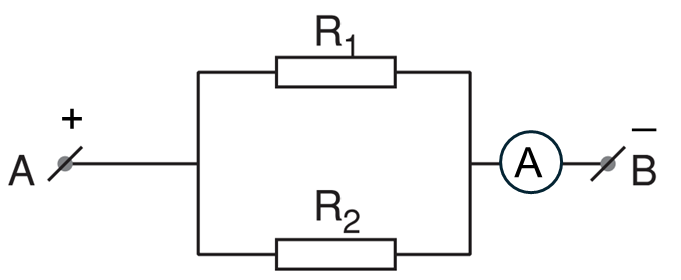 R₁
+
A
A
−
B
R₂